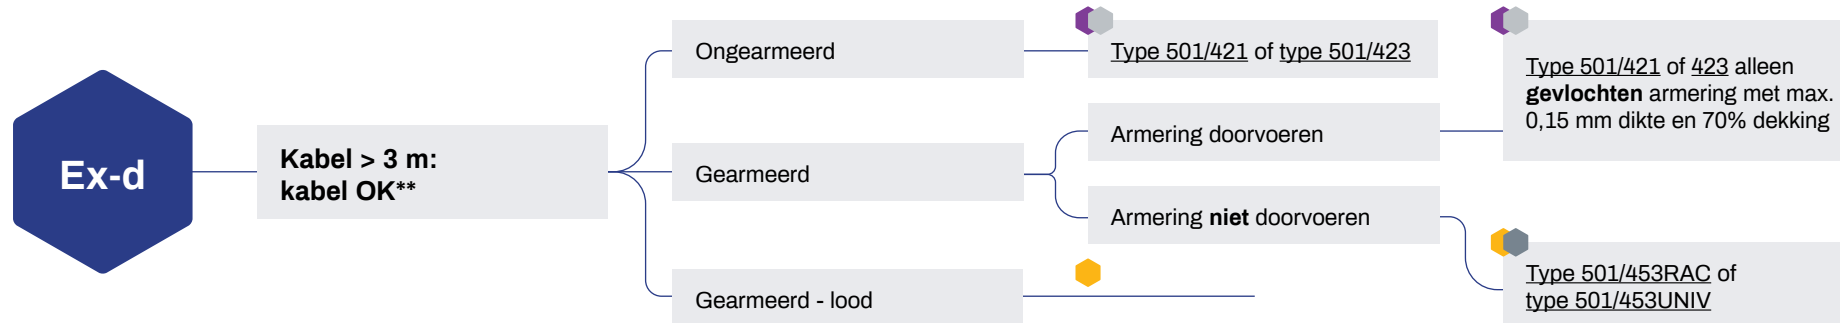 Ex-d
Kabel > 3 m:
kabel OK**
Ongearmeerd
Type 501/421 of type 501/423
Type 501/421 of 423 alleen
gevlochten armering met max.
0,15 mm dikte en 70% dekking
Gearmeerd
Armering doorvoeren
Armering niet doorvoeren
Type 501/453RAC of
type 501/453UNIV
Gearmeerd - lood